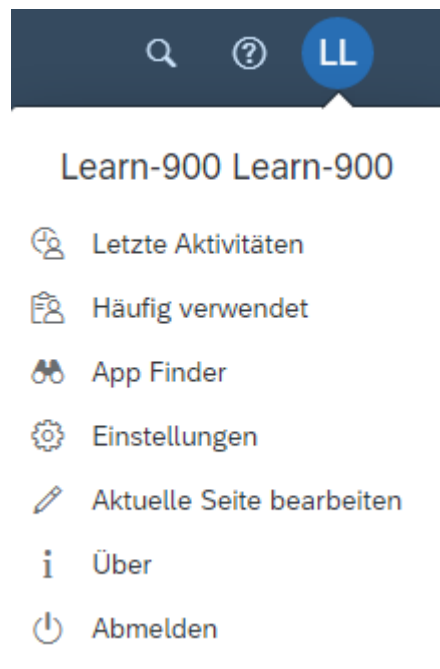 LL
Learn-900 Learn-900
Letzte Aktivitäten
Häufig verwendet
App Finder
Einstellungen
Aktuelle Seite bearbeiten
Über
Abmelden